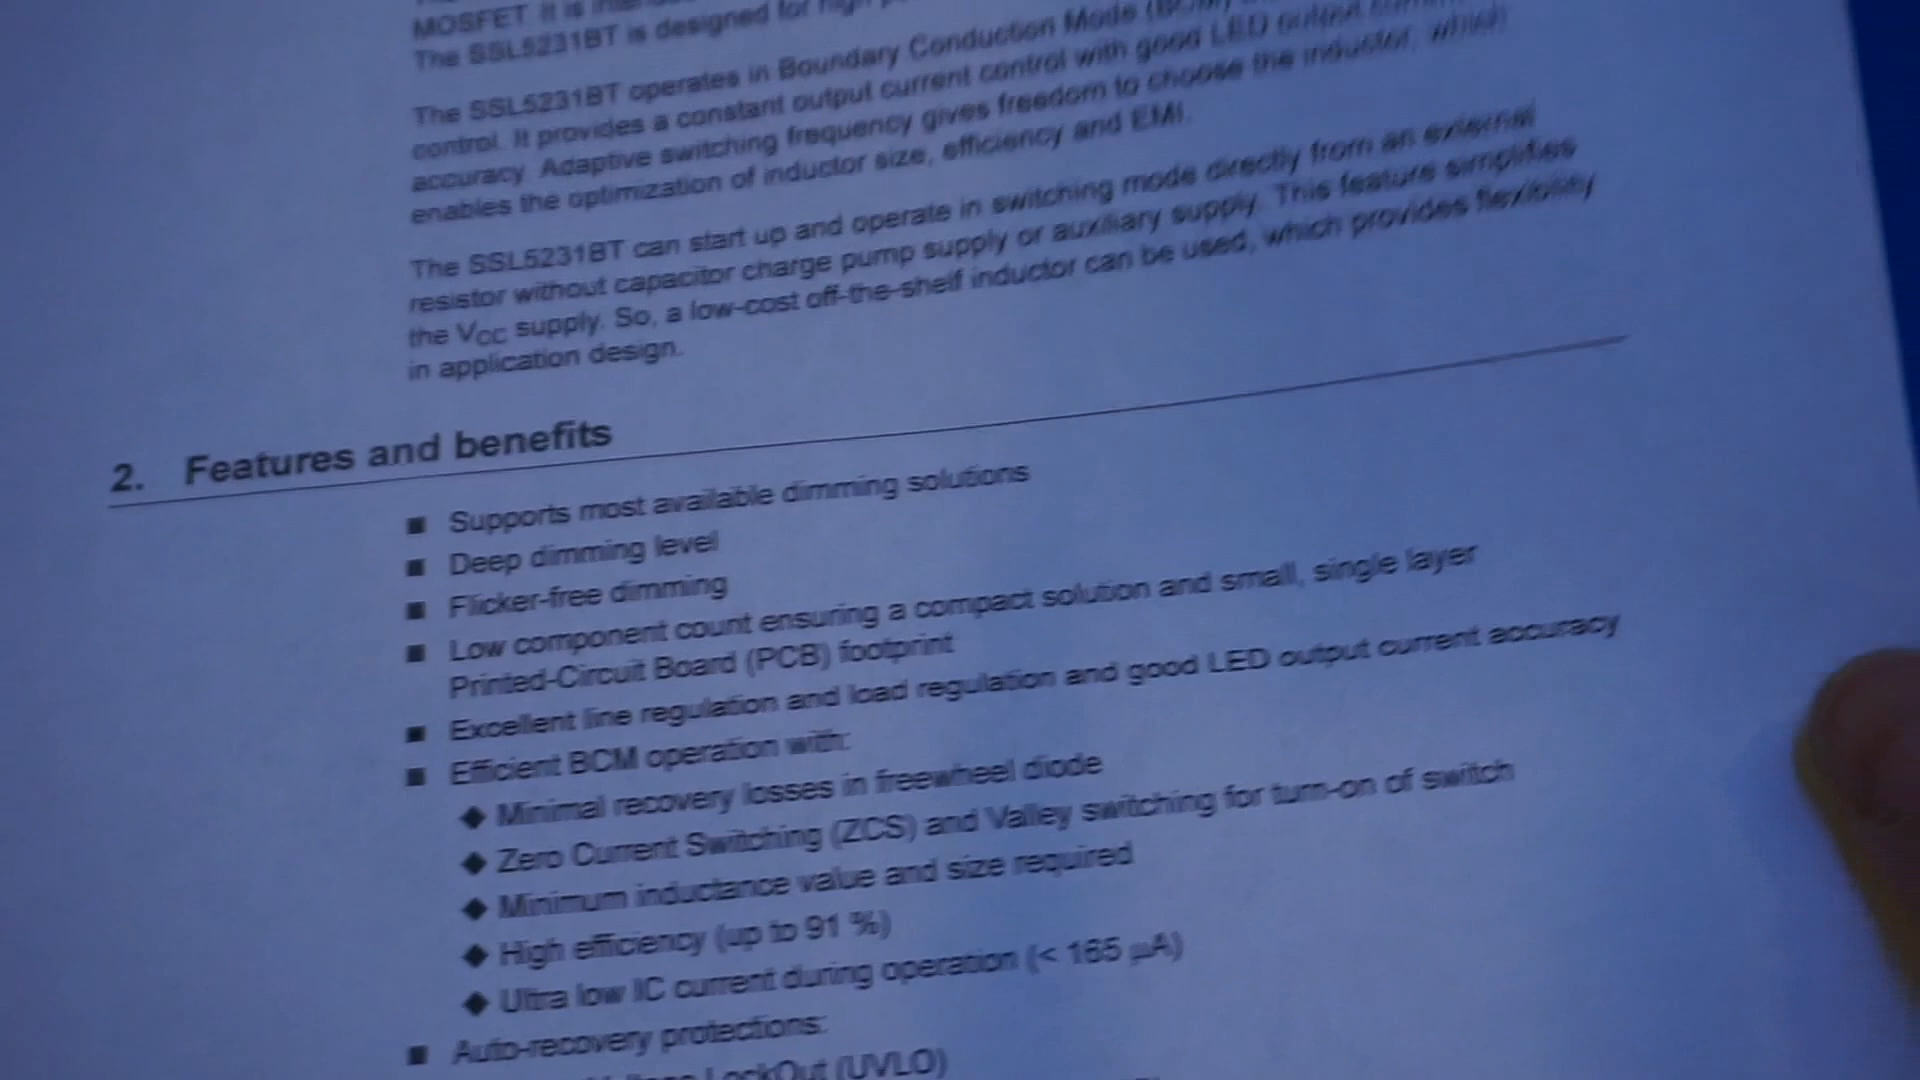 MOSFET. It is
The SSL5231BT is designed for high
The SSL5231BT operates in Boundary Conduction Mode (BCM)
control. It provides a constant output current control with good LED output
accuracy. Adaptive switching frequency gives freedom to choose the inductor, which
enables the optimization of inductor size, efficiency and EMI.
The SSL5231BT can start up and operate in switching mode directly from an external
resistor without capacitor charge pump supply or auxiliary supply. This feature simplifies
the VCC supply. So, a low-cost off-the-shelf inductor can be used, which provides flexibility
in application design.
2. Features and benefits
■ Supports most available dimming solutions
■ Deep dimming level
■ Flicker-free dimming
■ Low component count ensuring a compact solution and small, single layer
Printed-Circuit Board (PCB) footprint
■ Excellent line regulation and load regulation and good LED output current accuracy
■ Efficient BCM operation with:
◆ Minimal recovery losses in freewheel diode
◆ Zero Current Switching (ZCS) and Valley switching for turn-on of switch
◆ Minimum inductance value and size required
◆ High efficiency (up to 91 %)
◆ Ultra low IC current during operation (< 165 μA)
■ Auto-recovery protections:
LockOut (UVLO)